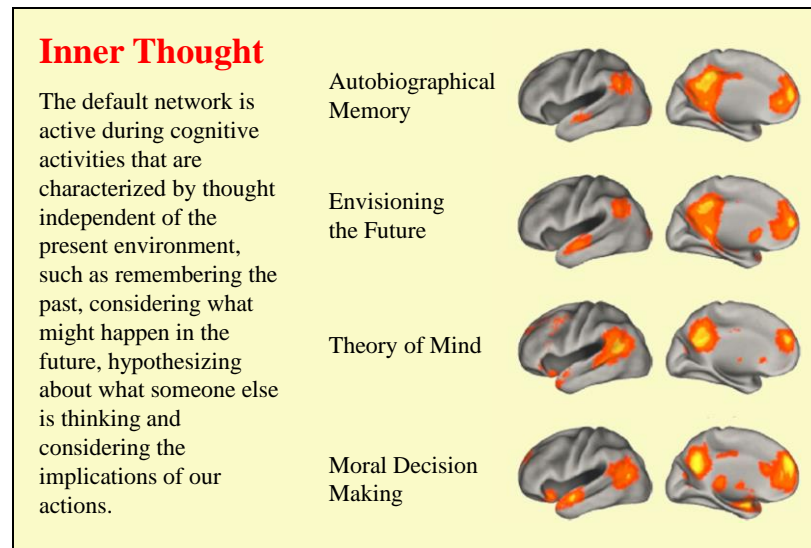 Inner Thought
The default network is
active during cognitive
activities that are
characterized by thought
independent of the
present environment,
such as remembering the
past, considering what
might happen in the
future, hypothesizing
about what someone else
is thinking and
considering the
implications of our
actions.
Autobiographical
Memory
Envisioning
the Future
Theory of Mind
Moral Decision
Making